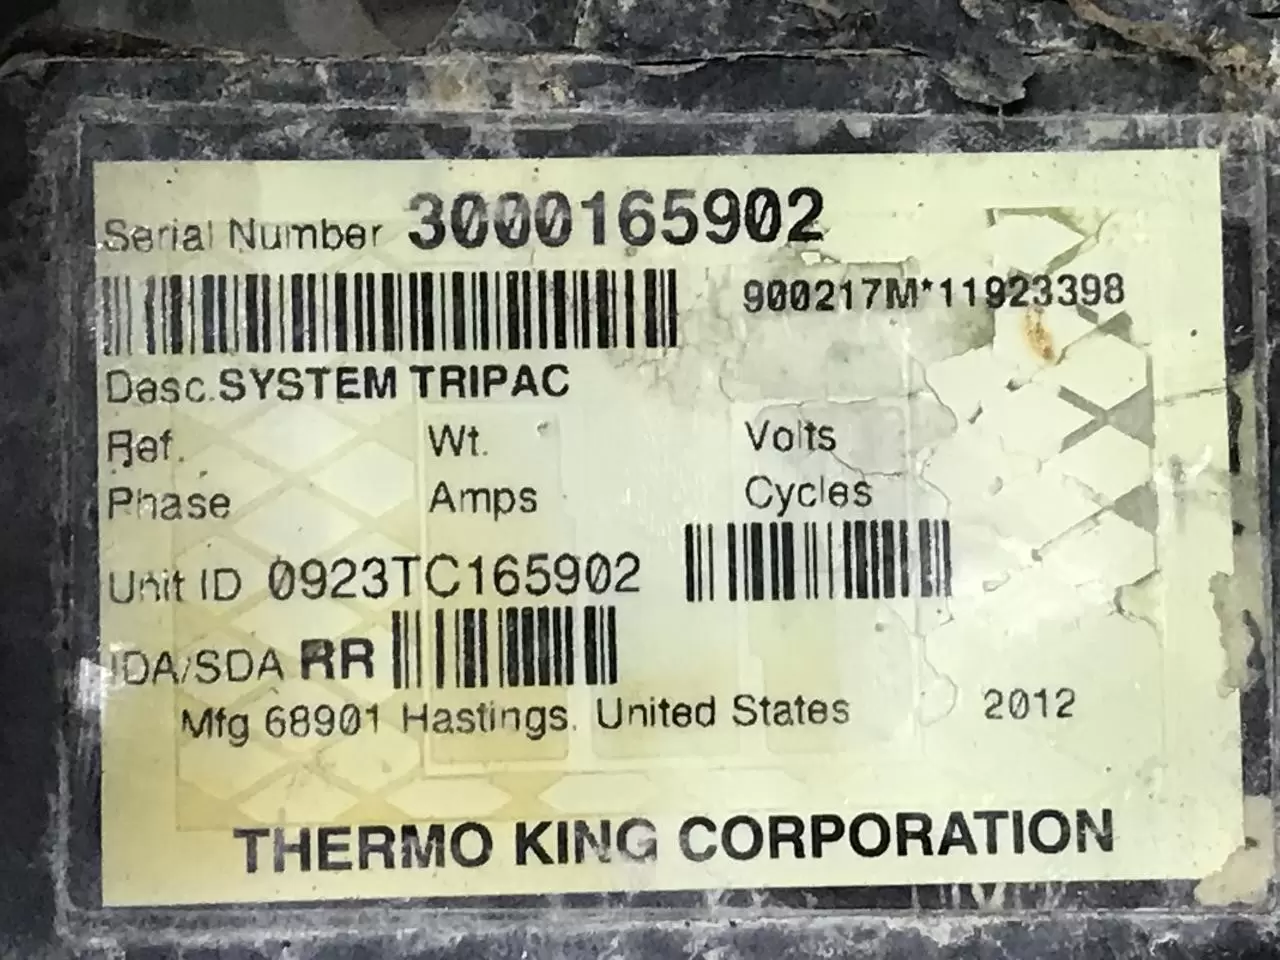 Serial Number 3000165902
900217M*11923398
Desc. SYSTEM TRIPAC
Ref. Wt. Volts
Phase Amps Cycles
Unit ID 0923TC165902
IDA/SDA RR
Mfg 68901 Hastings, United States 2012
THERMO KING CORPORATION